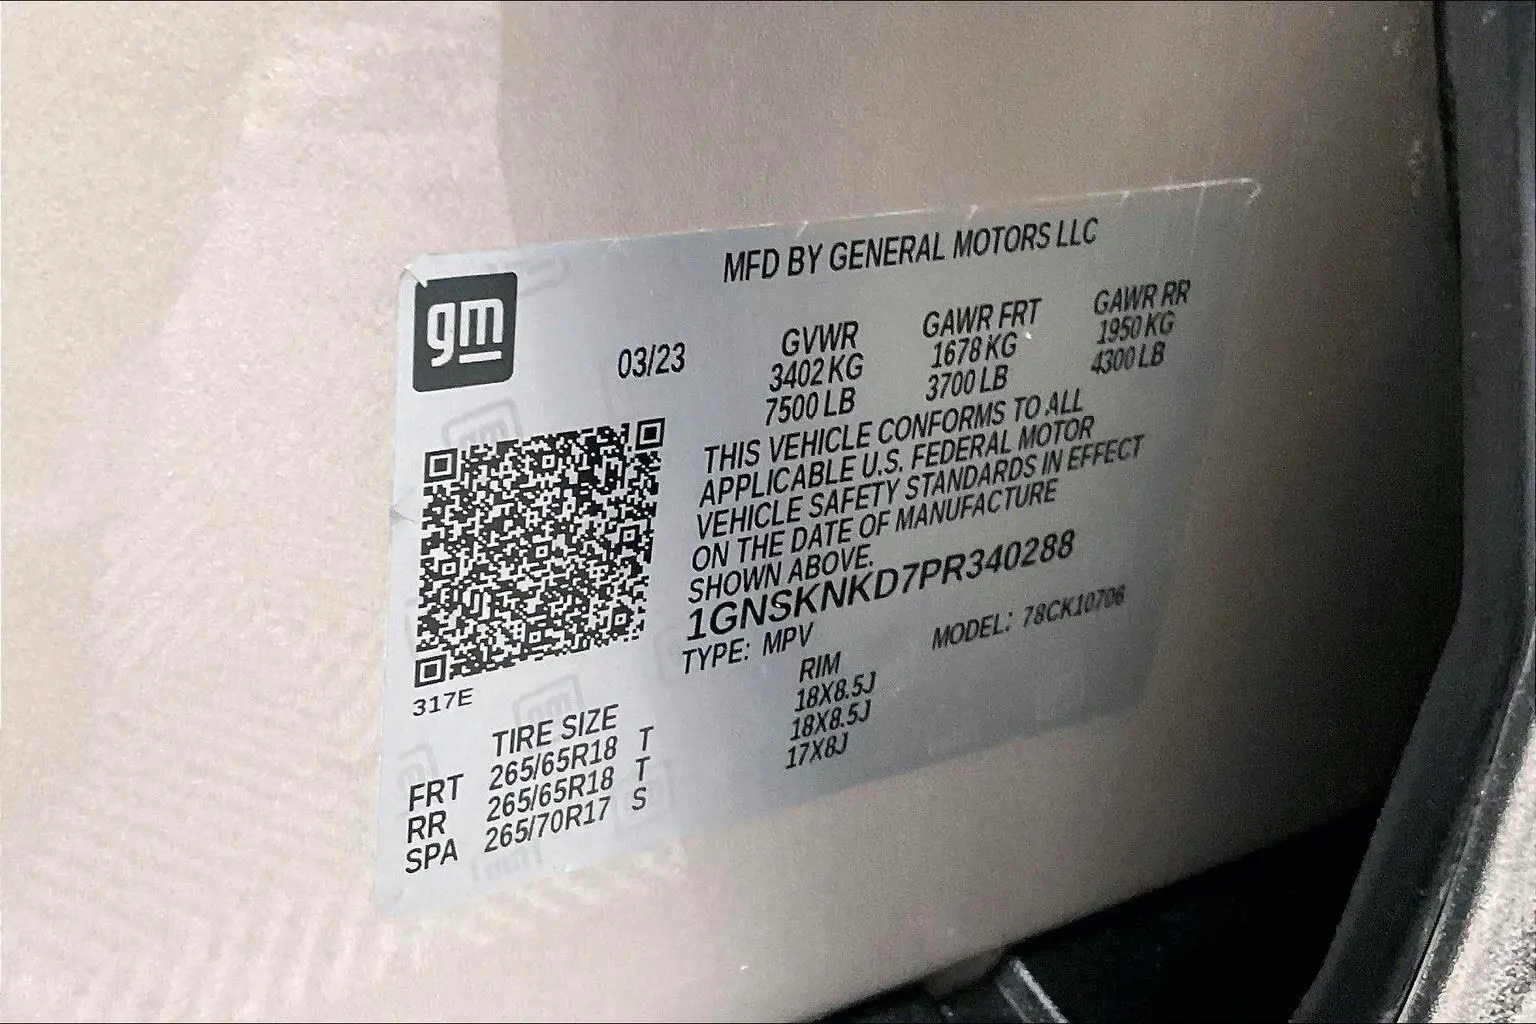 gm
MFD BY GENERAL MOTORS LLC
03/23
GVWR GAWR FRT GAWR RR
3402 KG 1678 KG 1950 KG
7500 LB 3700 LB 4300 LB
THIS VEHICLE CONFORMS TO ALL
APPLICABLE U.S. FEDERAL MOTOR
VEHICLE SAFETY STANDARDS IN EFFECT
ON THE DATE OF MANUFACTURE
SHOWN ABOVE.
1GNSKNKD7PR340288
TYPE: MPV MODEL: 78CK10706
317E
TIRE SIZE RIM
FRT 265/65R18 T 18X8.5J
RR 265/65R18 T 18X8.5J
SPA 265/70R17 S 17X8J